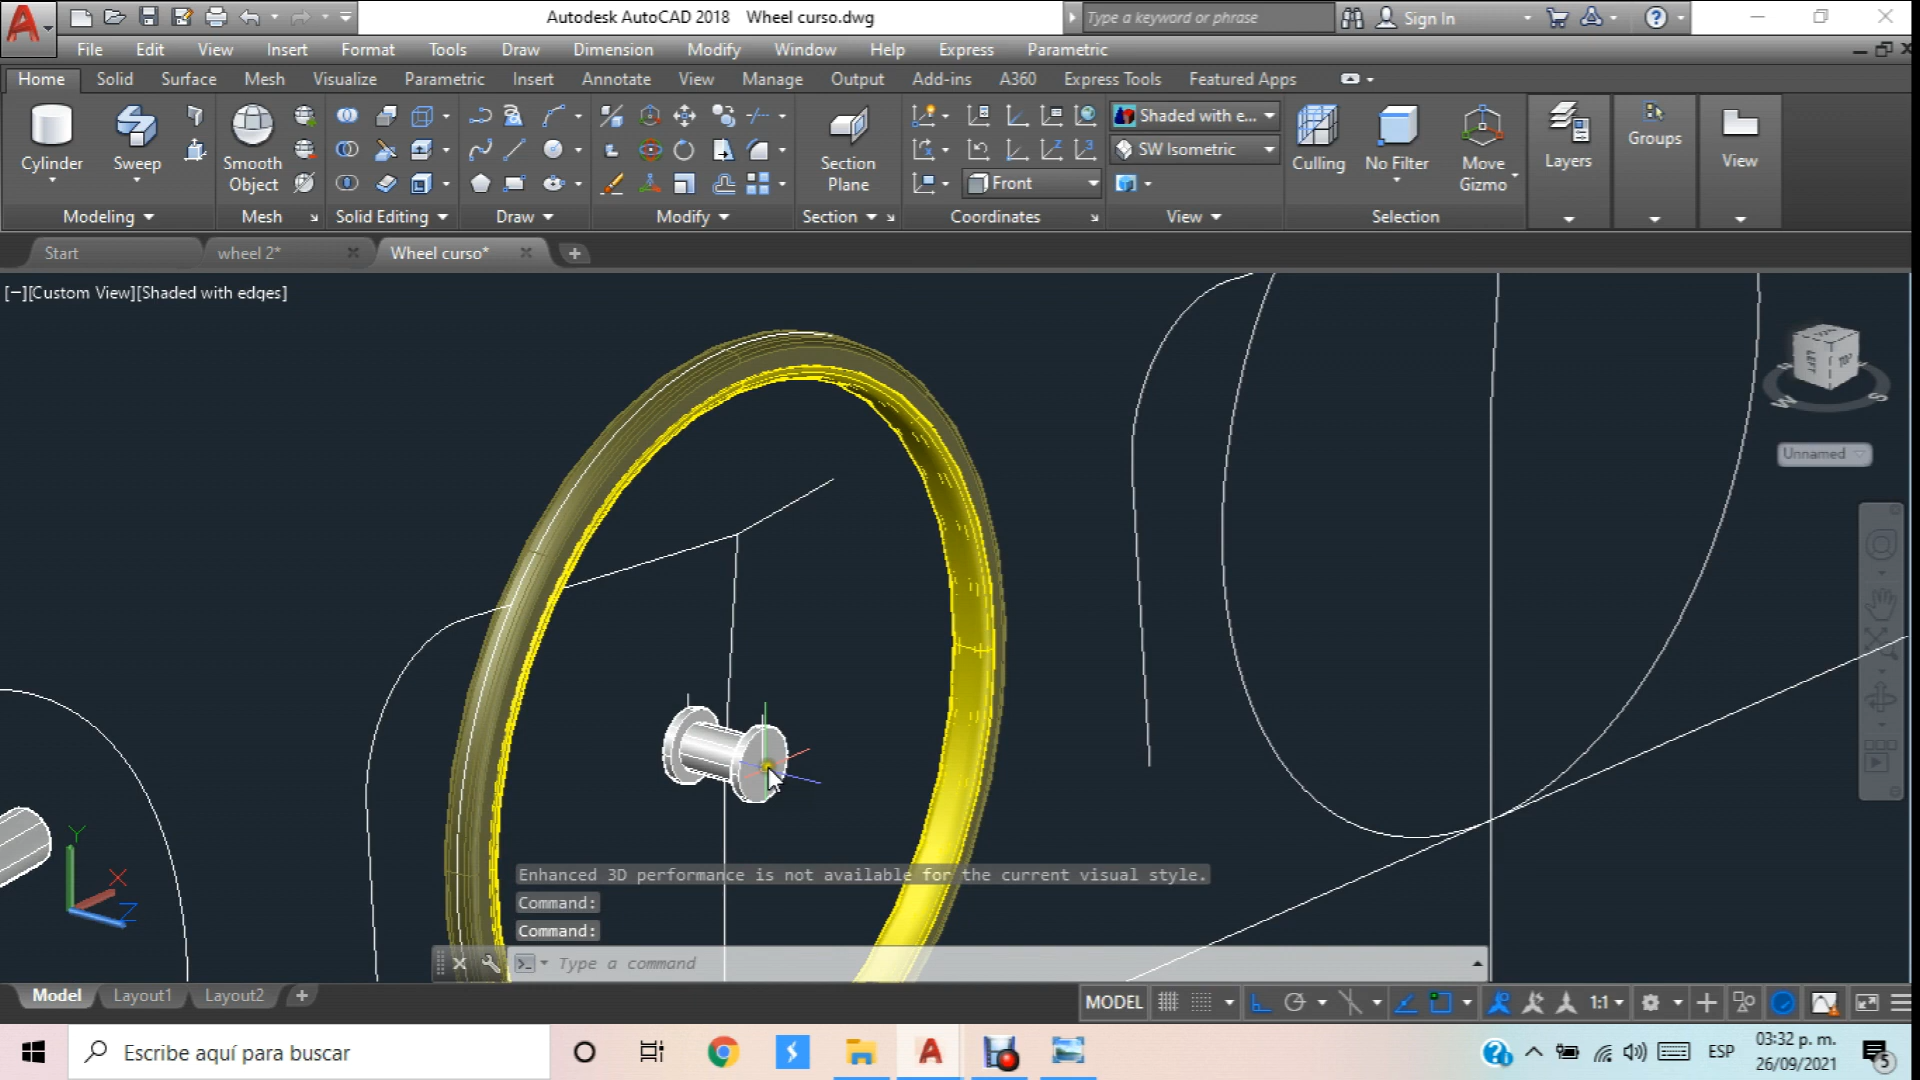 Autodesk AutoCAD 2018 Wheel curso.dwg
Type a keyword or phrase
Sign In
File Edit View Insert Format Tools Draw Dimension Modify Window Help Express Parametric
Home Solid Surface Mesh Visualize Parametric Insert Annotate View Manage Output Add-ins A360 Express Tools Featured Apps
Cylinder Sweep Smooth Object
Section Plane
Shaded with e...
SW Isometric
Front
Culling No Filter Move Gizmo Layers Groups View
Modeling Mesh Solid Editing Draw Modify Section Coordinates View Selection
Start wheel 2* Wheel curso*
[−][Custom View][Shaded with edges]
LEFT TOP
W S
Unnamed
Y X Z
Enhanced 3D performance is not available for the current visual style.
Command:
Command:
Type a command
Model Layout1 Layout2
MODEL 1:1
Escribe aquí para buscar
ESP
03:32 p. m.
26/09/2021
5